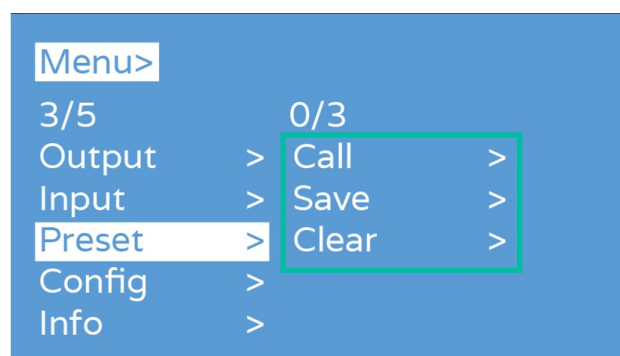 Menu>
3/5 0/3
Output > Call >
Input > Save >
Preset > Clear >
Config >
Info >